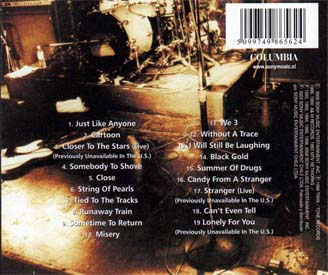 5 099749 865624
COLUMBIA
www.sonymusic.cl
1. Just Like Anyone
2. Cartoon
3. Closer To The Stars (Live)
(Previously Unavailable In The U.S.)
4. Somebody to Shove
5. Close
6. String Of Pearls
7. Tied To The Tracks
8. Runaway Train
9. Sometime To Return
10. Misery
11. We 3
12. Without A Trace
13. I Will Still Be Laughing
14. Black Gold
15. Summer Of Drugs
16. Candy From A Stranger
17. Stranger (Live)
(Previously Unavailable In The U.S.)
18. Can't Even Tell
19. Lonely For You
(Previously Unavailable In The U.S.)